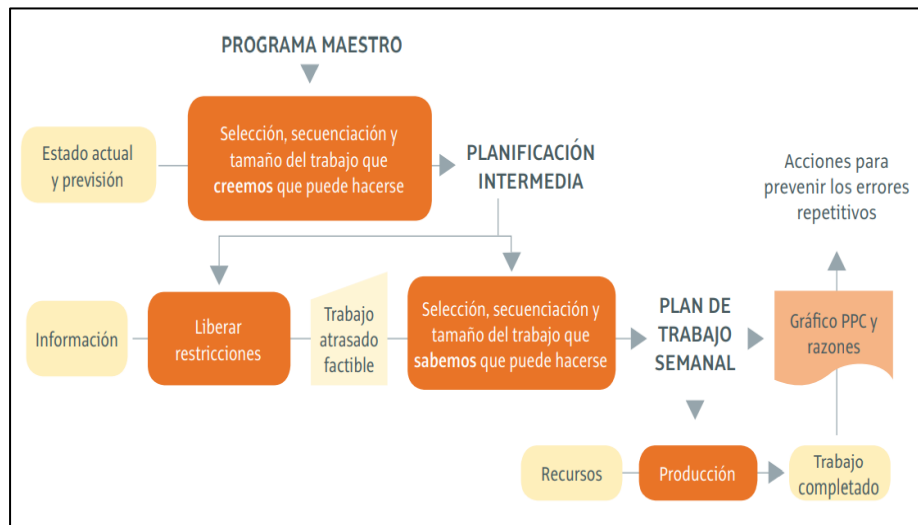 PROGRAMA MAESTRO
Estado actual
y previsión
Selección, secuenciación y
tamaño del trabajo que
creemos que puede hacerse
PLANIFICACIÓN
INTERMEDIA
Acciones para
prevenir los errores
repetitivos
Información
Liberar
restricciones
Trabajo
atrasado
factible
Selección, secuenciación y
tamaño del trabajo que
sabemos que puede hacerse
PLAN DE
TRABAJO
SEMANAL
Gráfico PPC y
razones
Recursos
Producción
Trabajo
completado